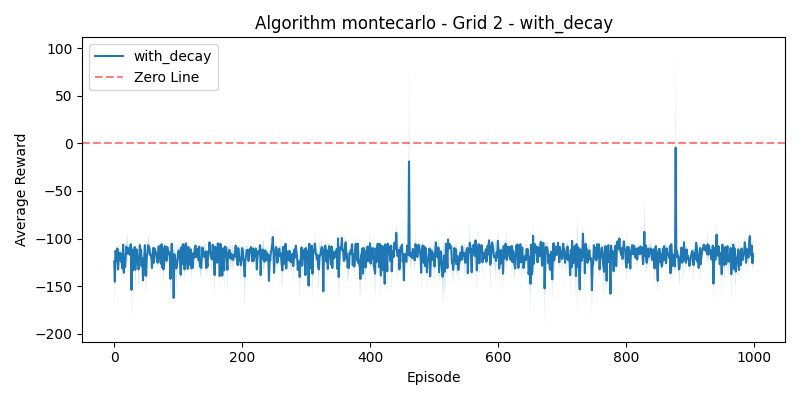 Algorithm montecarlo - Grid 2 - with_decay
with_decay
Zero Line
100
50
0
−50
−100
−150
−200
Average Reward
0 200 400 600 800 1000
Episode